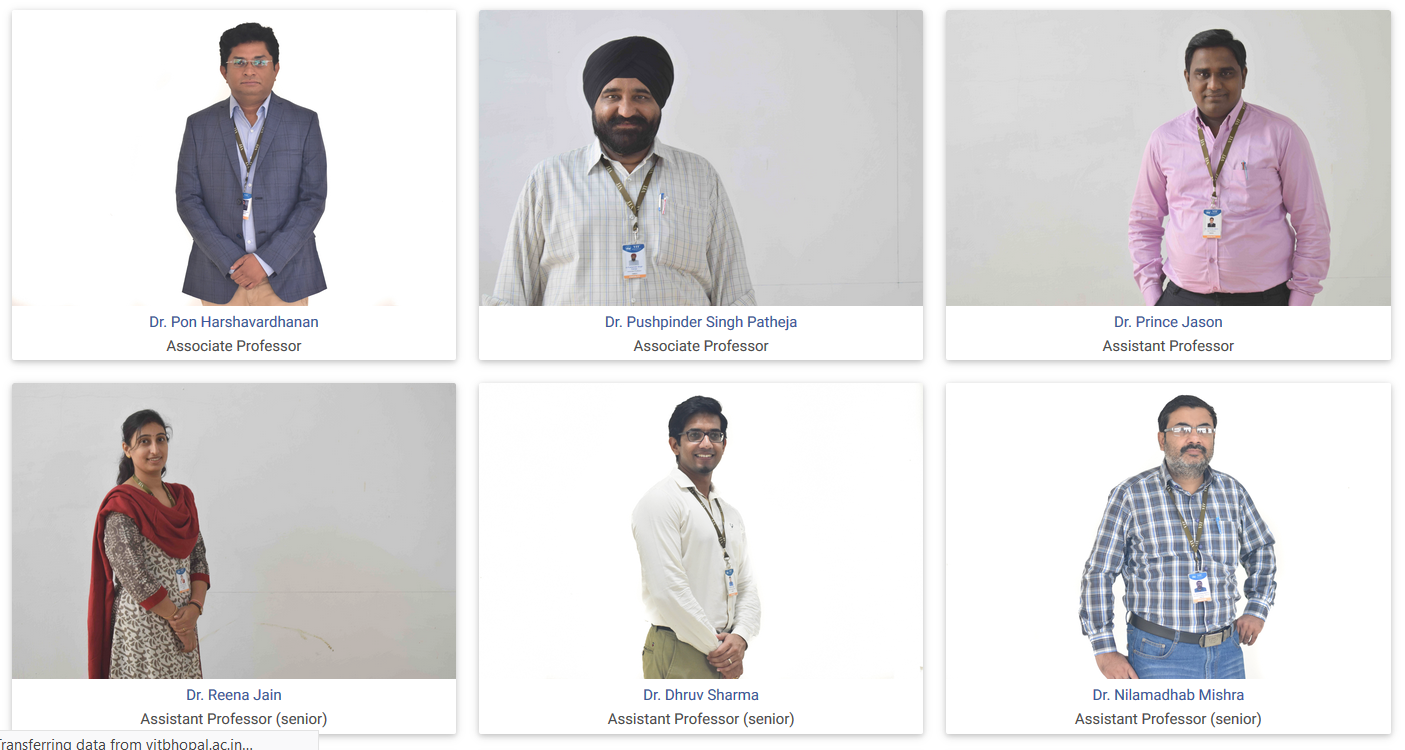 Dr. Pon Harshavardhanan
Associate Professor
Dr. Pushpinder Singh Patheja
Associate Professor
Dr. Prince Jason
Assistant Professor
Dr. Reena Jain
Assistant Professor (senior)
Dr. Dhruv Sharma
Assistant Professor (senior)
Dr. Nilamadhab Mishra
Assistant Professor (senior)
Transferring data from vitbhopal.ac.in...